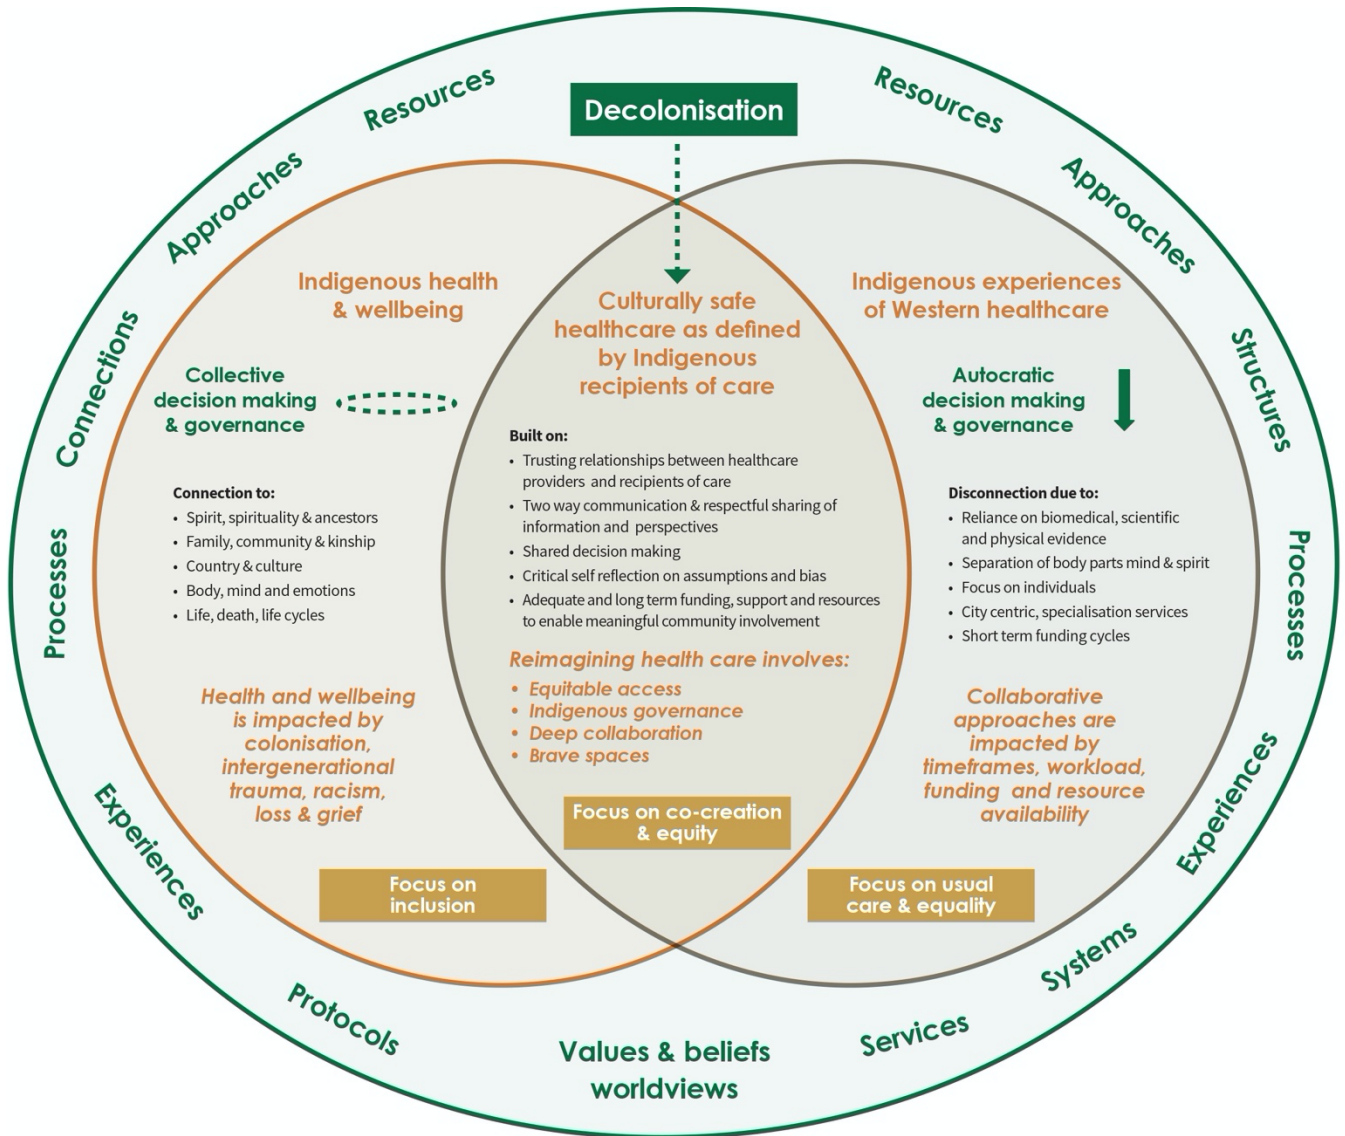 Decolonisation
Resources
Approaches
Connections
Processes
Experiences
Protocols
Values & beliefs
worldviews
Resources
Approaches
Structures
Processes
Experiences
Systems
Services
Indigenous health
& wellbeing
Collective
decision making
& governance
Connection to:
• Spirit, spirituality & ancestors
• Family, community & kinship
• Country & culture
• Body, mind and emotions
• Life, death, life cycles
Health and wellbeing
is impacted by
colonisation,
intergenerational
trauma, racism,
loss & grief
Focus on
inclusion
Culturally safe
healthcare as defined
by Indigenous
recipients of care
Built on:
• Trusting relationships between healthcare
providers and recipients of care
• Two way communication & respectful sharing of
information and perspectives
• Shared decision making
• Critical self reflection on assumptions and bias
• Adequate and long term funding, support and resources
to enable meaningful community involvement
Reimagining health care involves:
• Equitable access
• Indigenous governance
• Deep collaboration
• Brave spaces
Focus on co-creation
& equity
Indigenous experiences
of Western healthcare
Autocratic
decision making
& governance
Disconnection due to:
• Reliance on biomedical, scientific
and physical evidence
• Separation of body parts mind & spirit
• Focus on individuals
• City centric, specialisation services
• Short term funding cycles
Collaborative
approaches are
impacted by
timeframes, workload,
funding and resource
availability
Focus on usual
care & equality